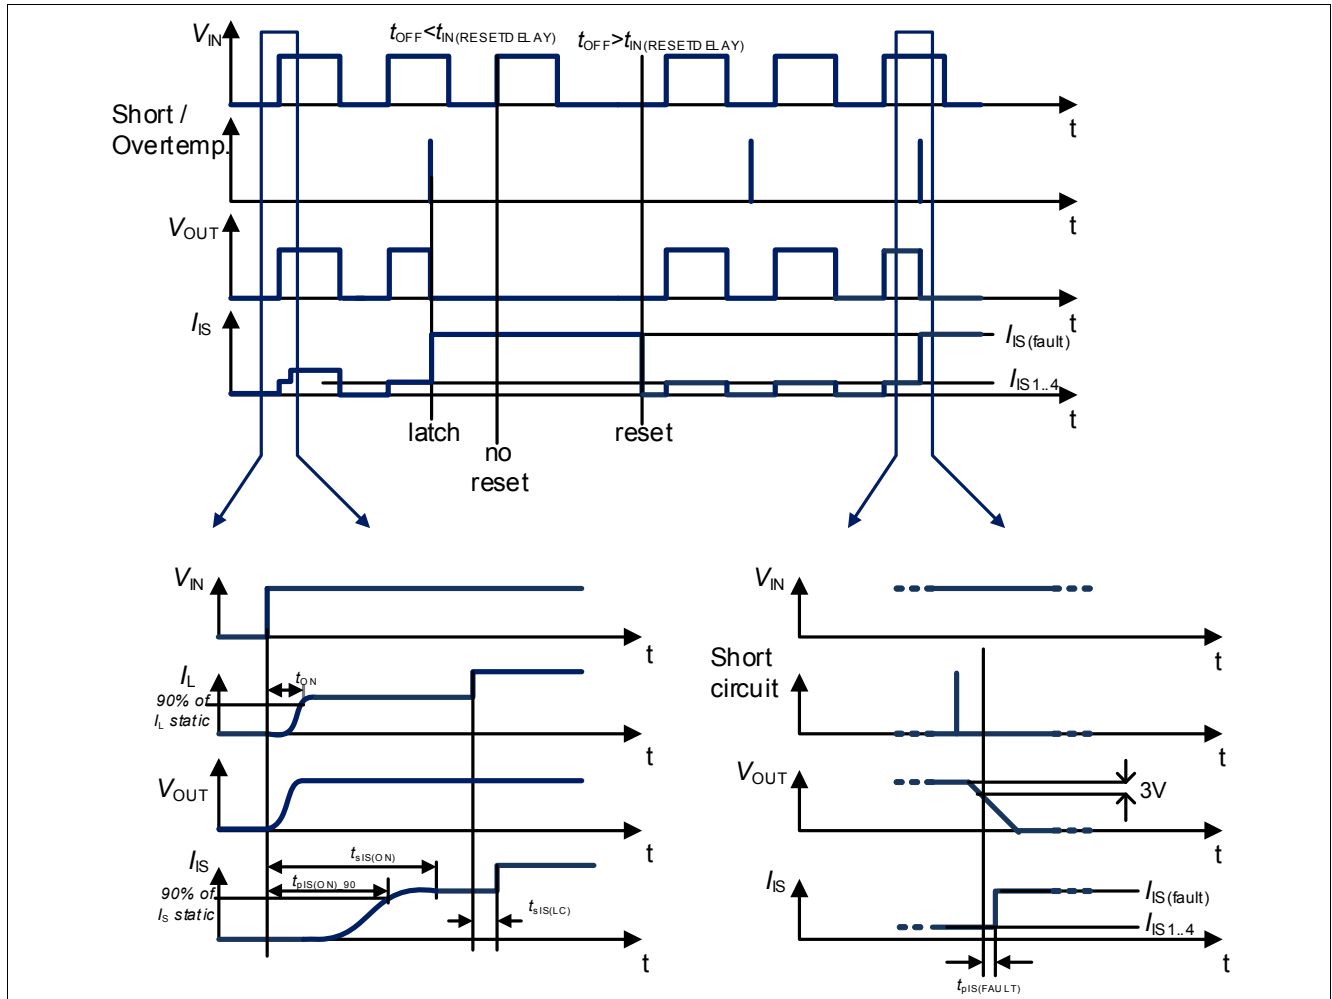 VIN
tOFF<tIN(RESETDELAY)
tOFF>tIN(RESETDELAY)
t
Short /
Overtemp.
t
VOUT
t
IIS
IIS(fault)
IIS1..4
t
latch
no
reset
reset
VIN
t
IL
tON
90% of
IL static
t
VOUT
t
IIS
tsIS(ON)
tpIS(ON)_90
90% of
IS static
tsIS(LC)
t
VIN
t
Short
circuit
t
VOUT
3V
t
IIS
IIS(fault)
IIS1..4
t
tpIS(FAULT)